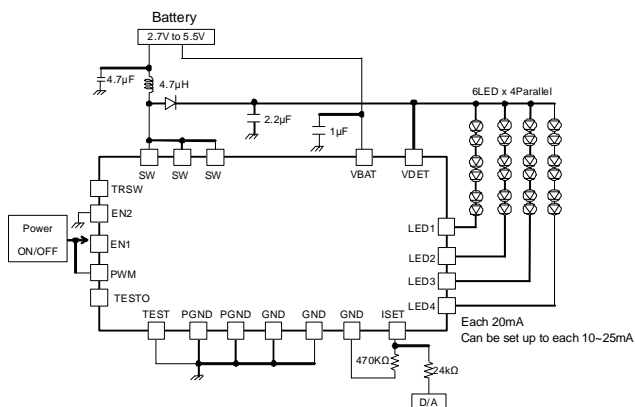 Battery
2.7V to 5.5V
4.7µF
4.7µH
2.2µF
1µF
6LED x 4Parallel
SW
SW
SW
VBAT
VDET
TRSW
EN2
Power
ON/OFF
EN1
PWM
TESTO
LED1
LED2
LED3
LED4
TEST
PGND
PGND
GND
GND
GND
ISET
Each 20mA
Can be set up to each 10~25mA
470KΩ
24kΩ
D/A